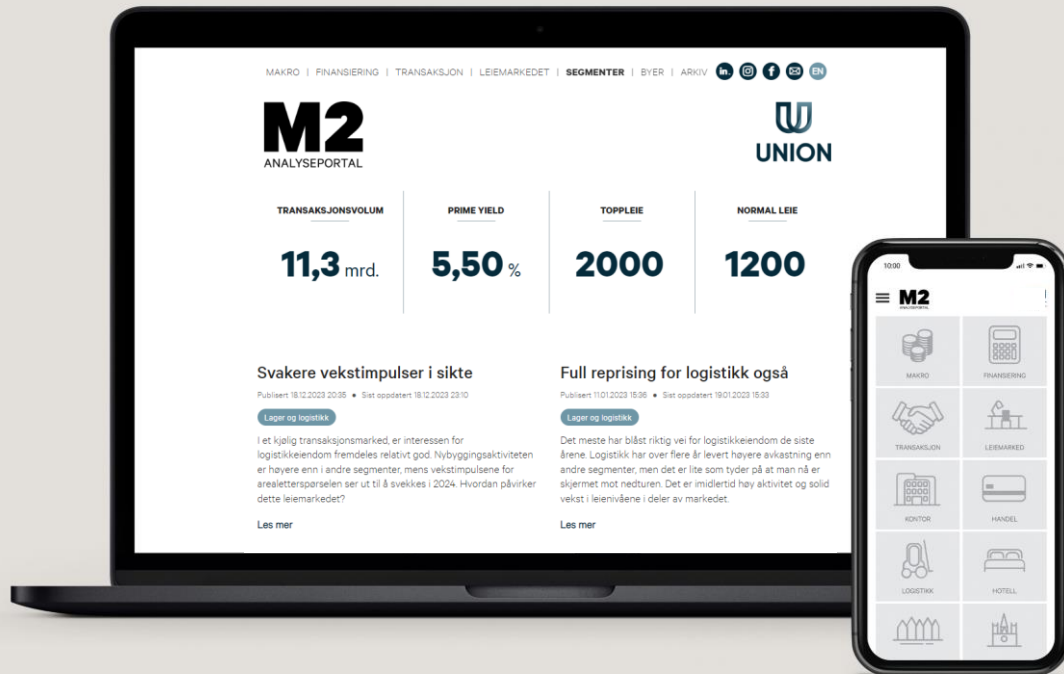 MAKRO | FINANSIERING | TRANSAKSJON | LEIEMARKEDET | SEGMENTER | BYER | ARKIV in. f EN
M2
ANALYSEPORTAL
UNION
TRANSAKSJONSVOLUM
11,3 mrd.
PRIME YIELD
5,50 %
TOPPLEIE
2000
NORMAL LEIE
1200
Svakere vekstimpulser i sikte
Publisert 18.12.2023 20:35 • Sist oppdatert 18.12.2023 23:10
Lager og logistikk
I et kjølig transaksjonsmarked, er interessen for
logistikkeiendom fremdeles relativt god. Nybyggingsaktiviteten
er høyere enn i andre segmenter, mens vekstimpulsene for
arealetterspørselen ser ut til å svekkes i 2024. Hvordan påvirker
dette leiemarkedet?
Les mer
Full reprising for logistikk også
Publisert 11.01.2023 15:36 • Sist oppdatert 19.01.2023 15:33
Lager og logistikk
Det meste har blåst riktig vei for logistikkeiendom de siste
årene. Logistikk har over flere år levert høyere avkastning enn
andre segmenter, men det er lite som tyder på at man nå er
skjermet mot nedturen. Det er imidlertid høy aktivitet og solid
vekst i leienivåene i deler av markedet.
Les mer
10:00
M2
ANALYSEPORTAL
MAKRO
FINANSIERING
TRANSAKSJON
LEIEMARKED
KONTOR
HANDEL
LOGISTIKK
HOTELL